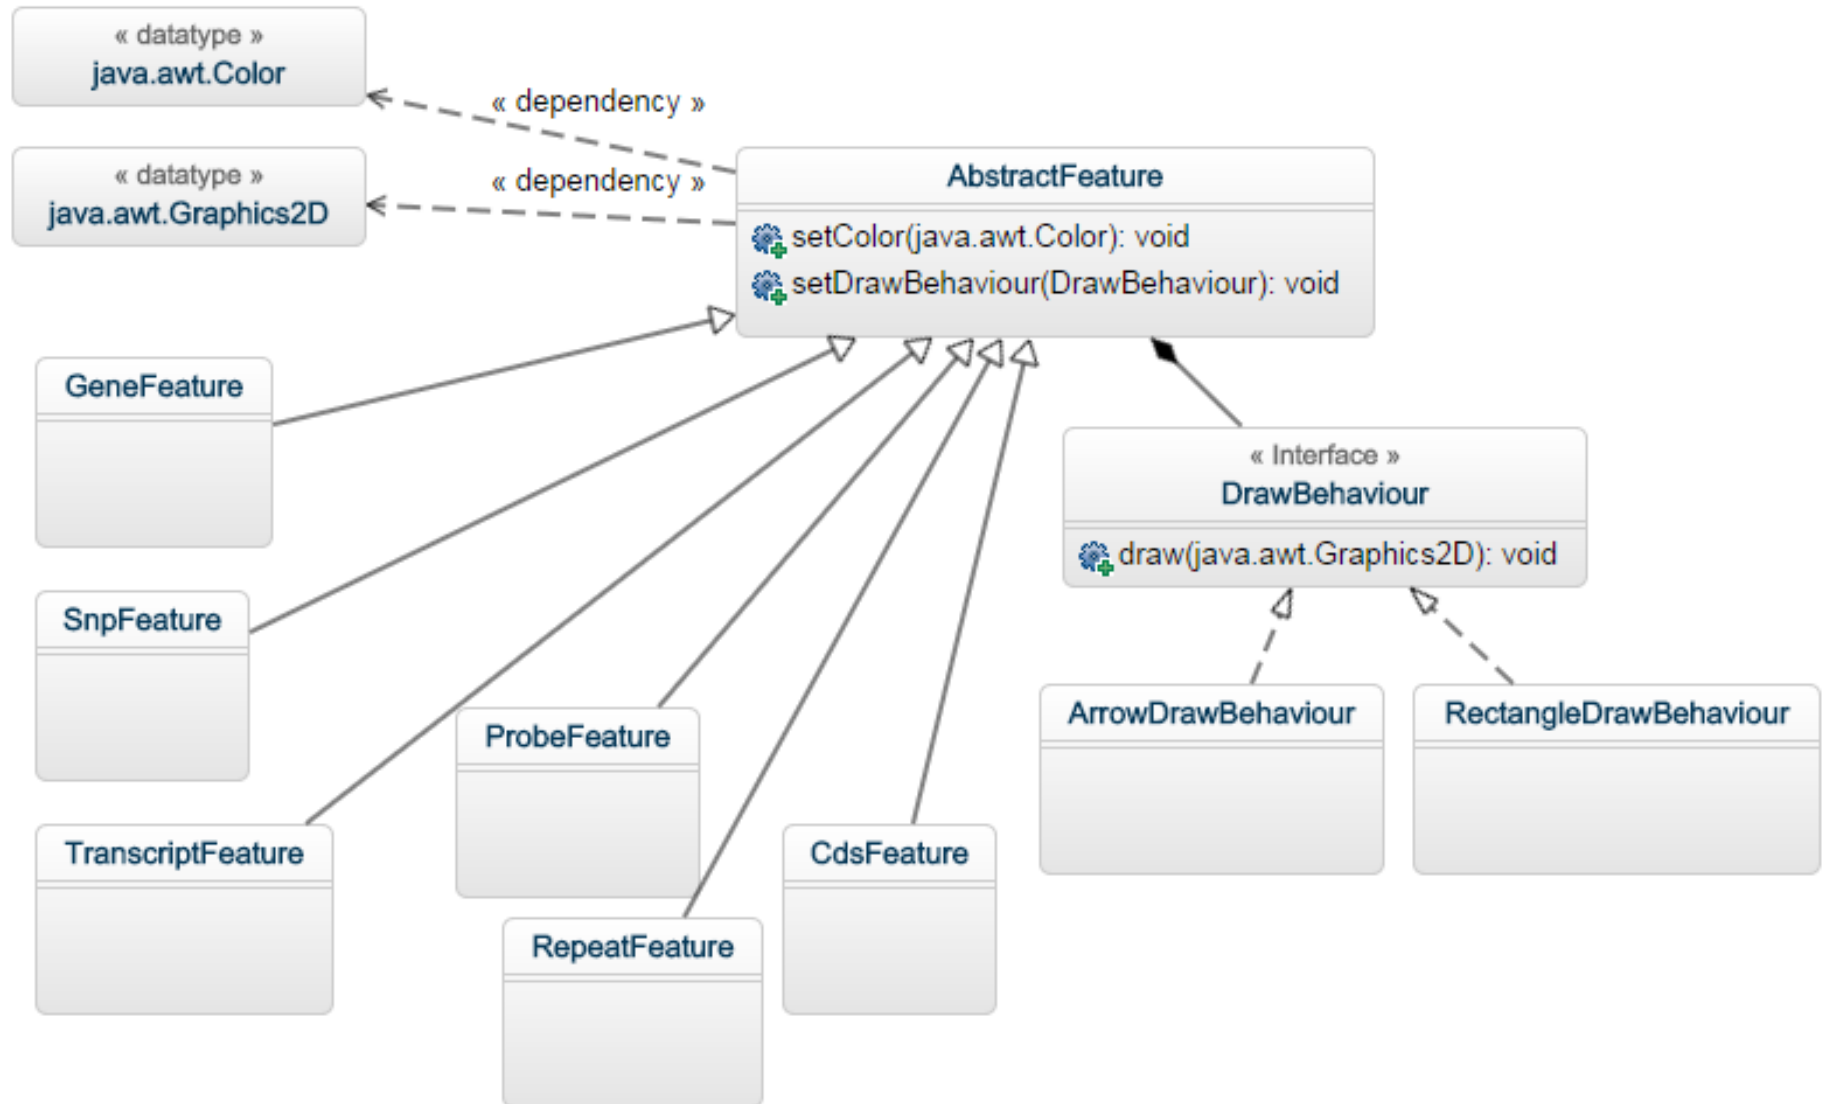 « datatype »
java.awt.Color
« dependency »
« datatype »
java.awt.Graphics2D
« dependency »
AbstractFeature
setColor(java.awt.Color): void
setDrawBehaviour(DrawBehaviour): void
GeneFeature
« Interface »
DrawBehaviour
draw(java.awt.Graphics2D): void
SnpFeature
ProbeFeature
ArrowDrawBehaviour
RectangleDrawBehaviour
TranscriptFeature
CdsFeature
RepeatFeature